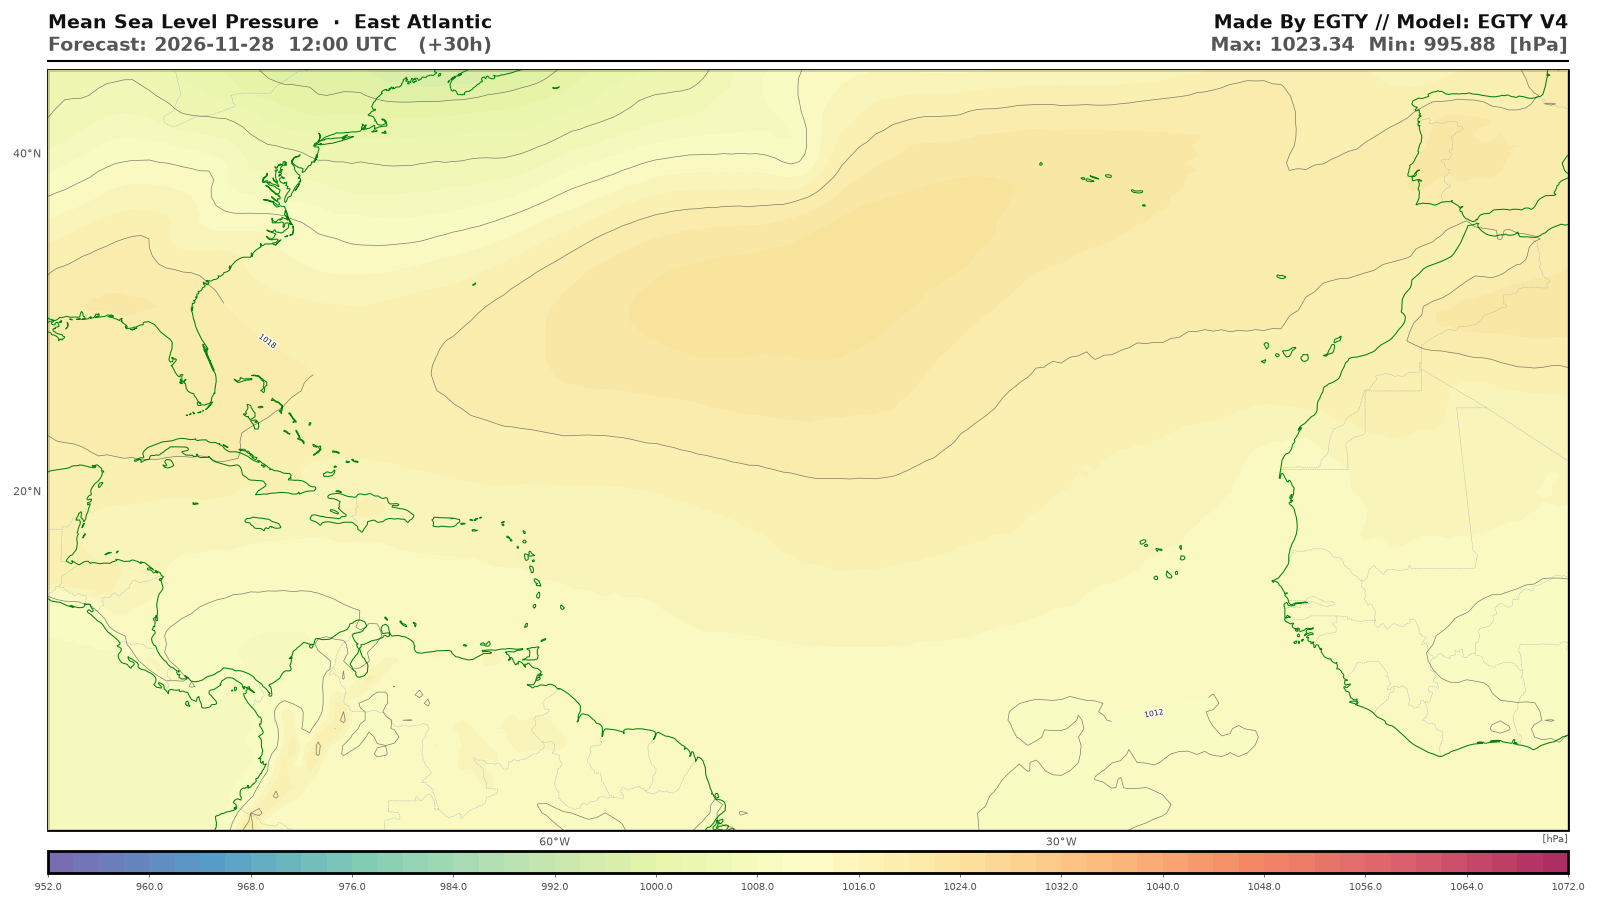 Mean Sea Level Pressure · East Atlantic
Made By EGTY // Model: EGTY V4
Forecast: 2026-11-28 12:00 UTC (+30h)
Max: 1023.34 Min: 995.88 [hPa]
40°N
1018
20°N
1012
60°W
30°W
[hPa]
952.0 960.0 968.0 976.0 984.0 992.0 1000.0 1008.0 1016.0 1024.0 1032.0 1040.0 1048.0 1056.0 1064.0 1072.0